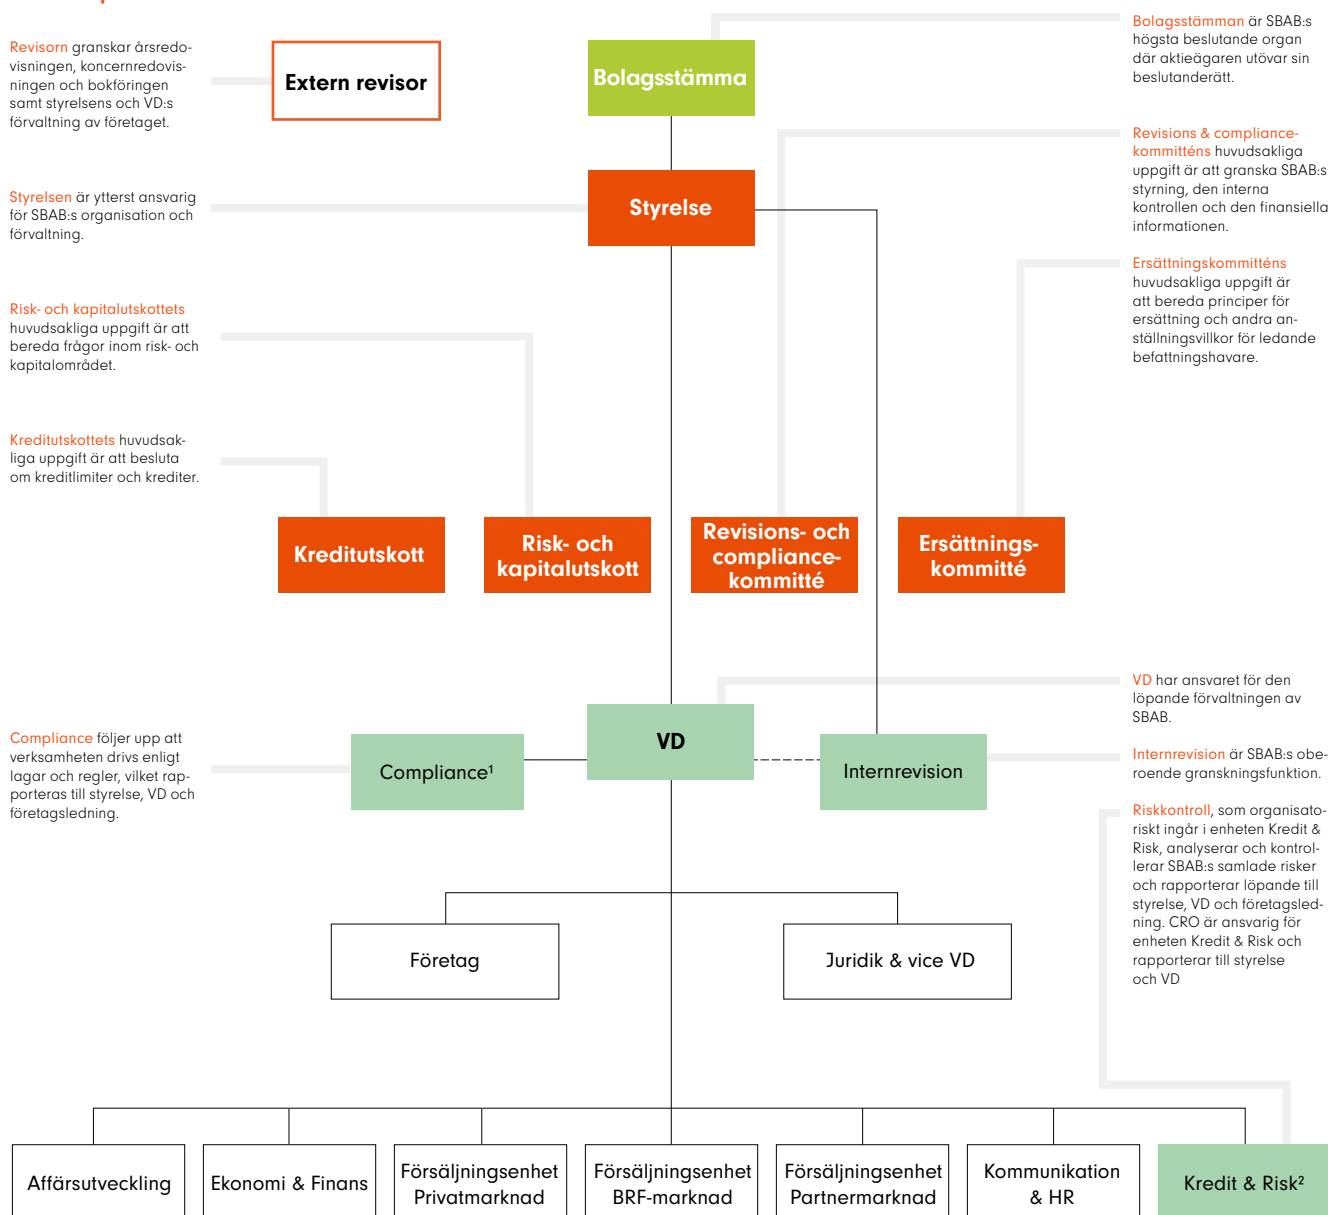 Revisorn granskar årsredo-
visningen, koncernredovis-
ningen och bokföringen
samt styrelsens och VD:s
förvaltning av företaget.
Extern revisor
Bolagsstämma
Bolagsstämman är SBAB:s
högsta beslutande organ
där aktieägaren utövar sin
beslutanderätt.
Revisions & compliance-
kommitténs huvudsakliga
uppgift är att granska SBAB:s
styrning, den interna
kontrollen och den finansiella
informationen.
Styrelsen är ytterst ansvarig
för SBAB:s organisation och
förvaltning.
Styrelse
Ersättningskommitténs
huvudsakliga uppgift är
att bereda principer för
ersättning och andra an-
ställningsvillkor för ledande
befattningshavare.
Risk- och kapitalutskottets
huvudsakliga uppgift är att
bereda frågor inom risk- och
kapitalområdet.
Kreditutskottets huvudsak-
liga uppgift är att besluta
om kreditlimiter och krediter.
Kreditutskott
Risk- och
kapitalutskott
Revisions- och
compliance-
kommitté
Ersättnings-
kommitté
VD har ansvaret för den
löpande förvaltningen av
SBAB.
Compliance följer upp att
verksamheten drivs enligt
lagar och regler, vilket rap-
porteras till styrelse, VD och
företagsledning.
Compliance¹
VD
Internrevision
Internrevision är SBAB:s obe-
roende granskningsfunktion.
Riskkontroll, som organisato-
riskt ingår i enheten Kredit &
Risk, analyserar och kontrol-
lerar SBAB:s samlade risker
och rapporterar löpande till
styrelse, VD och företagsled-
ning. CRO är ansvarig för
enheten Kredit & Risk och
rapporterar till styrelse
och VD
Företag
Juridik & vice VD
Affärsutveckling
Ekonomi & Finans
Försäljningsenhet
Privatmarknad
Försäljningsenhet
BRF-marknad
Försäljningsenhet
Partnermarknad
Kommunikation
& HR
Kredit & Risk²